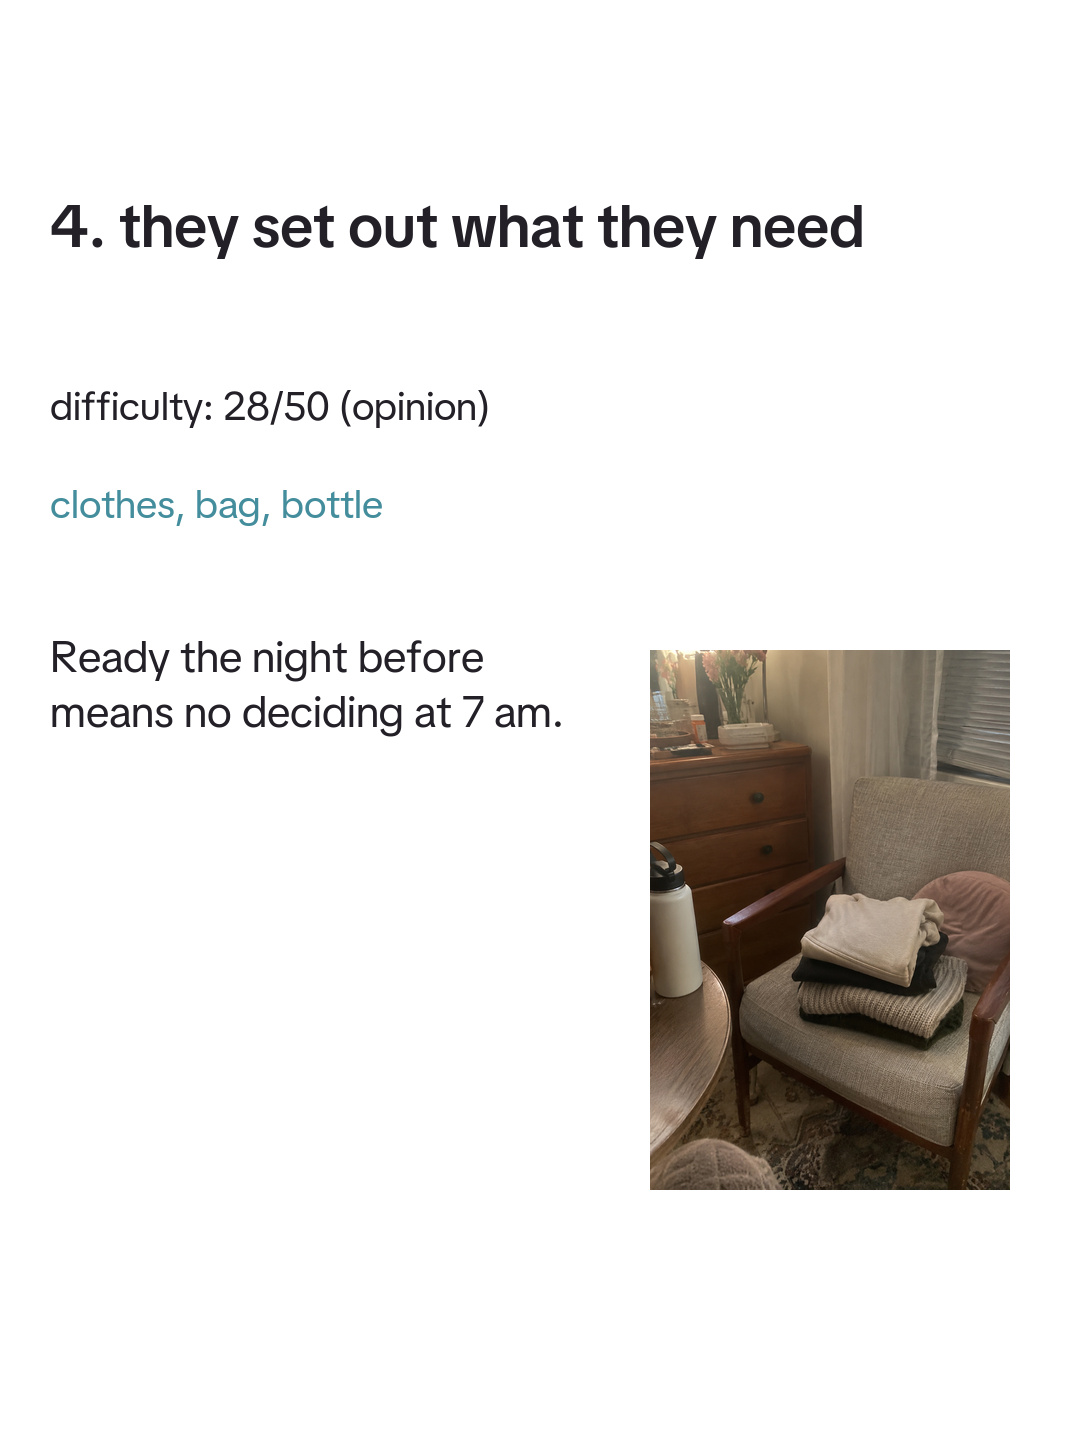 4. they set out what they need
difficulty: 28/50 (opinion)
clothes, bag, bottle
Ready the night before
means no deciding at 7 am.